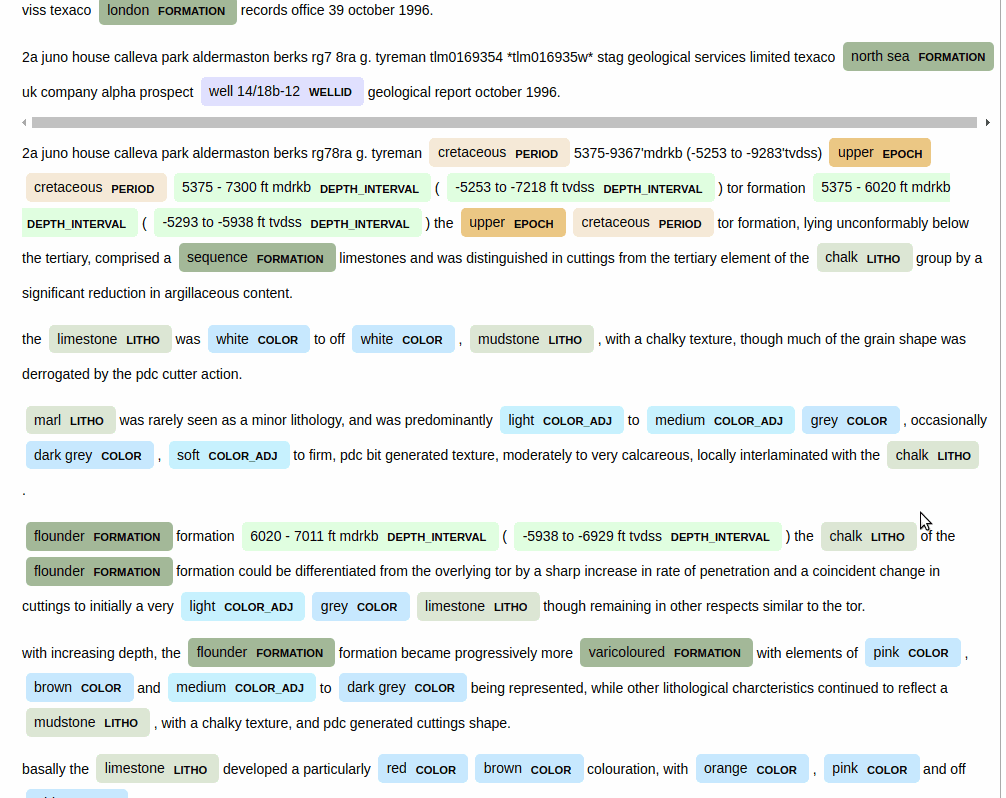 viss texaco london FORMATION records office 39 october 1996.
2a juno house calleva park aldermaston berks rg7 8ra g. tyreman tlm0169354 *tlm016935w* stag geological services limited texaco north sea FORMATION
uk company alpha prospect well 14/18b-12 WELLID geological report october 1996.
2a juno house calleva park aldermaston berks rg78ra g. tyreman cretaceous PERIOD 5375-9367'mdrkb (-5253 to -9283'tvdss) upper EPOCH
cretaceous PERIOD 5375 - 7300 ft mdrkb DEPTH_INTERVAL ( -5253 to -7218 ft tvdss DEPTH_INTERVAL ) tor formation 5375 - 6020 ft mdrkb
DEPTH_INTERVAL ( -5293 to -5938 ft tvdss DEPTH_INTERVAL ) the upper EPOCH cretaceous PERIOD tor formation, lying unconformably below
the tertiary, comprised a sequence FORMATION limestones and was distinguished in cuttings from the tertiary element of the chalk LITHO group by a
significant reduction in argillaceous content.
the limestone LITHO was white COLOR to off white COLOR , mudstone LITHO , with a chalky texture, though much of the grain shape was
derrogated by the pdc cutter action.
marl LITHO was rarely seen as a minor lithology, and was predominantly light COLOR_ADJ to medium COLOR_ADJ grey COLOR , occasionally
dark grey COLOR , soft COLOR_ADJ to firm, pdc bit generated texture, moderately to very calcareous, locally interlaminated with the chalk LITHO
.
flounder FORMATION formation 6020 - 7011 ft mdrkb DEPTH_INTERVAL ( -5938 to -6929 ft tvdss DEPTH_INTERVAL ) the chalk LITHO of the
flounder FORMATION formation could be differentiated from the overlying tor by a sharp increase in rate of penetration and a coincident change in
cuttings to initially a very light COLOR_ADJ grey COLOR limestone LITHO though remaining in other respects similar to the tor.
with increasing depth, the flounder FORMATION formation became progressively more varicoloured FORMATION with elements of pink COLOR ,
brown COLOR and medium COLOR_ADJ to dark grey COLOR being represented, while other lithological charcteristics continued to reflect a
mudstone LITHO , with a chalky texture, and pdc generated cuttings shape.
basally the limestone LITHO developed a particularly red COLOR brown COLOR colouration, with orange COLOR , pink COLOR and off